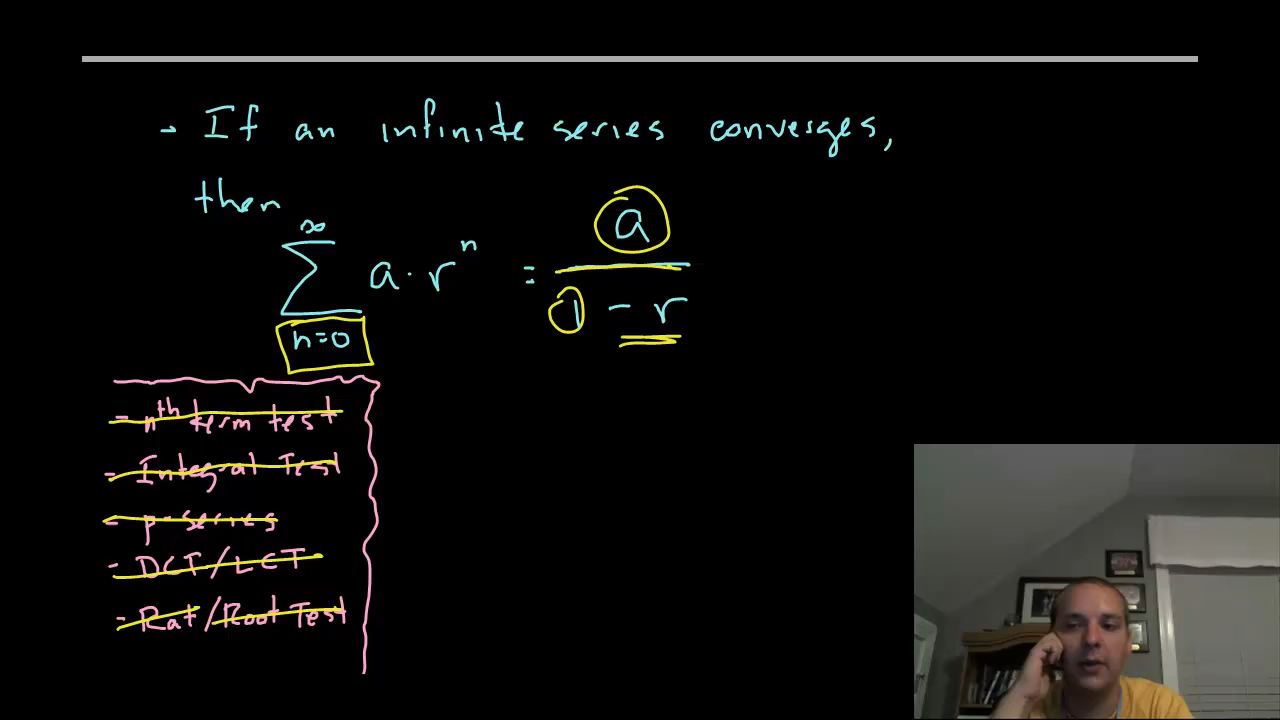 - If an infinite series converges,
then
∞
∑ a · r^n = a / (1 - r)
n=0
- nth term test
- Integral Test
- p-series
- DCT/LCT
- Rat/Root Test